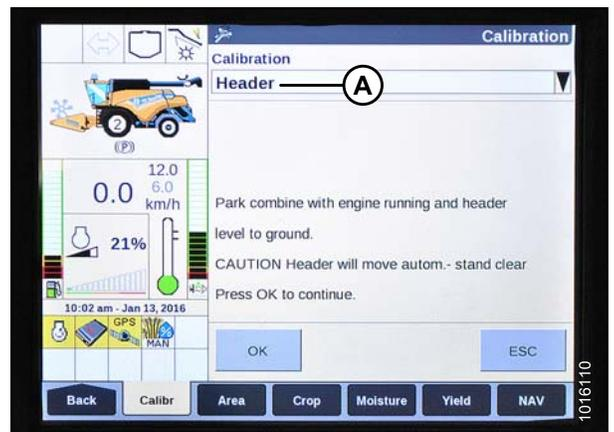 Calibration
Calibration
Header
A
2
(P)
12.0
0.0
6.0
km/h
21%
10:02 am - Jan 13, 2016
GPS
MAN
Park combine with engine running and header
level to ground.
CAUTION Header will move autom.- stand clear
Press OK to continue.
OK
ESC
Back
Calibr
Area
Crop
Moisture
Yield
NAV
1016110